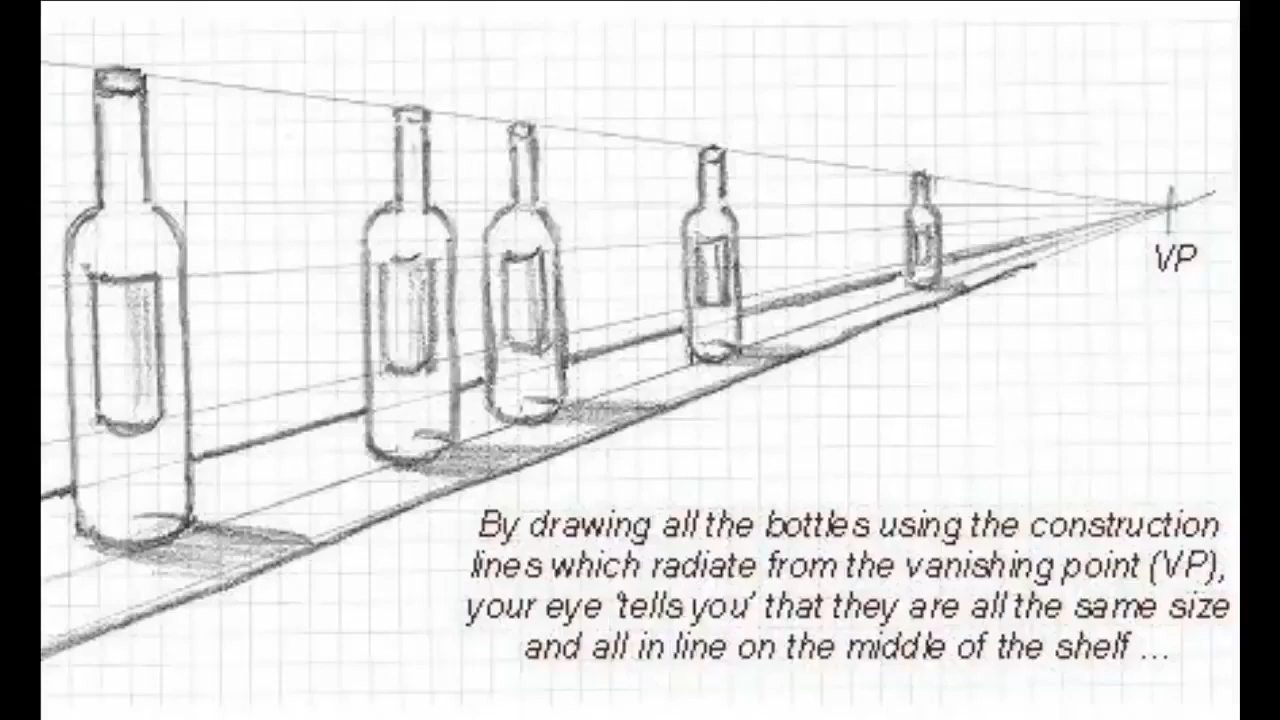 VP
By drawing all the bottles using the construction
lines which radiate from the vanishing point (VP),
your eye 'tells you' that they are all the same size
and all in line on the middle of the shelf ...